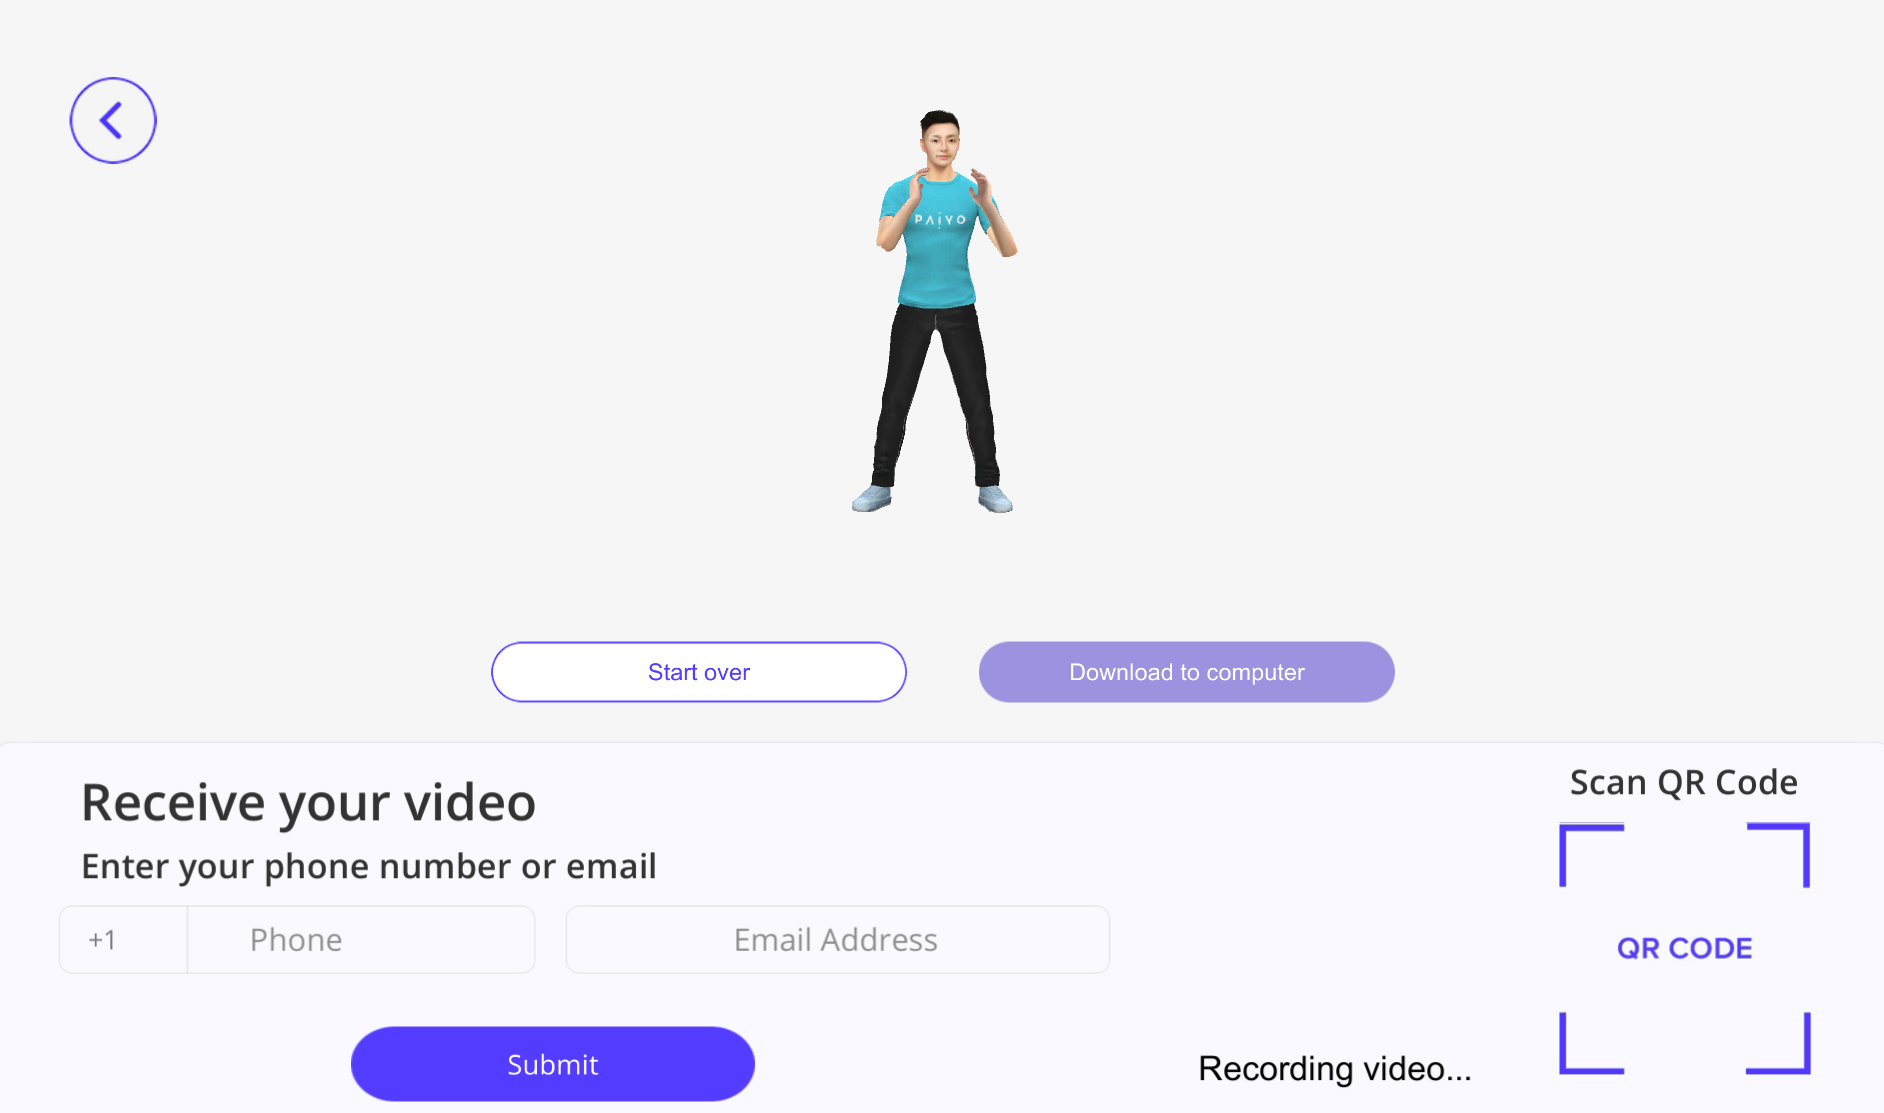 PAIYO
Start over
Download to computer
Receive your video
Enter your phone number or email
+1
Phone
Email Address
Submit
Scan QR Code
QR CODE
Recording video...